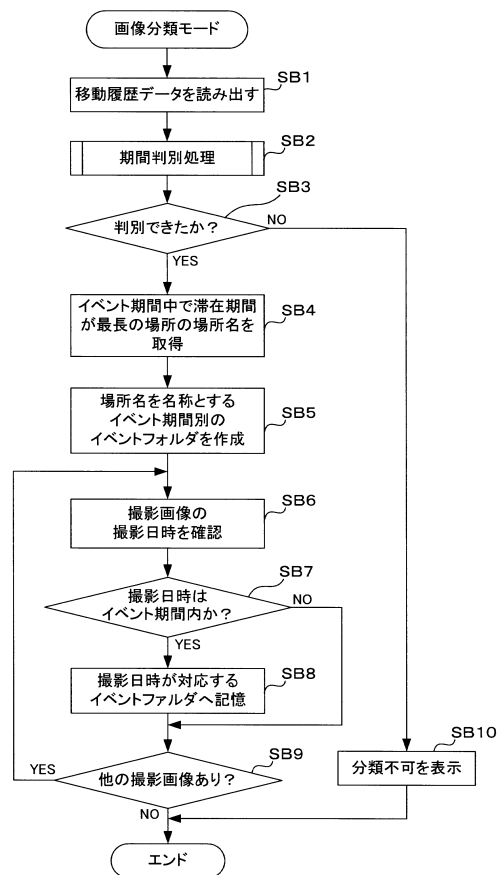 画像分類モード
SB1
移動履歴データを読み出す
SB2
期間判別処理
SB3
判別できたか？
NO
YES
SB4
イベント期間中で滞在期間
が最長の場所の場所名を
取得
SB5
場所名を名称とする
イベント期間別の
イベントフォルダを作成
SB6
撮影画像の
撮影日時を確認
SB7
撮影日時は
イベント期間内か？
NO
YES
SB8
撮影日時が対応する
イベントファルダへ記憶
SB9
他の撮影画像あり？
YES
NO
SB10
分類不可を表示
エンド